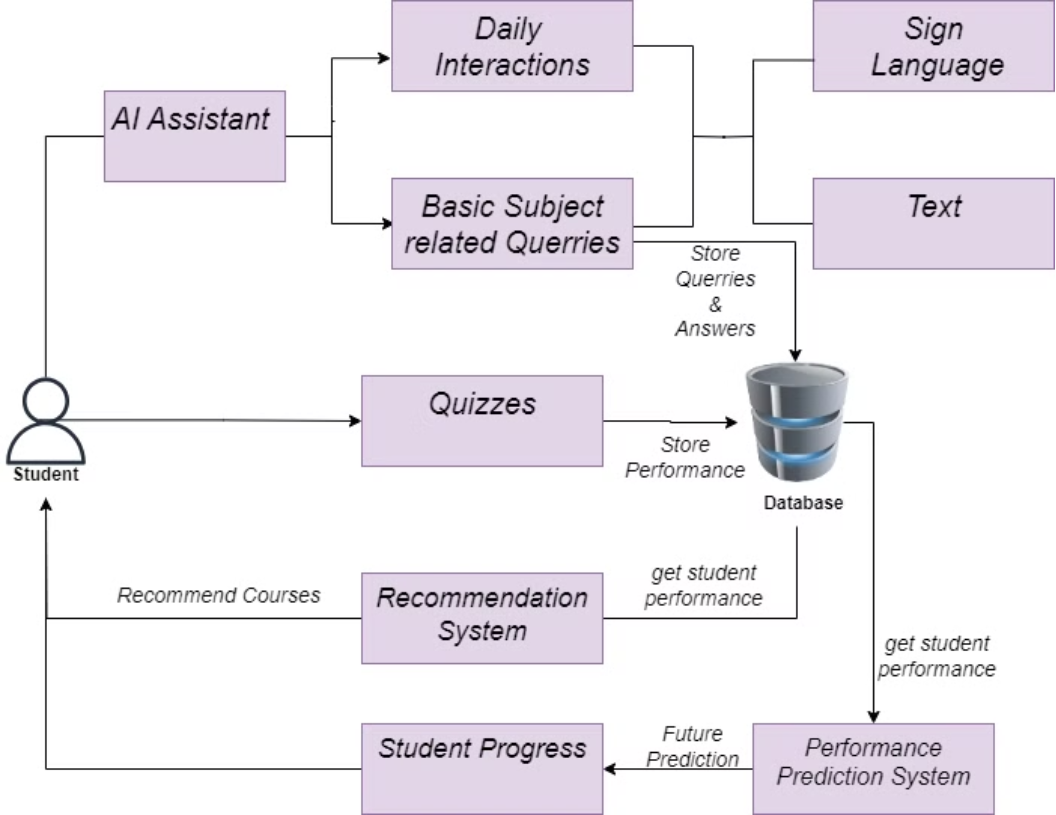 Daily
Interactions
Sign
Language
AI Assistant
Basic Subject
related Querries
Text
Store
Querries
&
Answers
Quizzes
Store
Performance
Student
Database
Recommend Courses
Recommendation
System
get student
performance
get student
performance
Student Progress
Future
Prediction
Performance
Prediction System